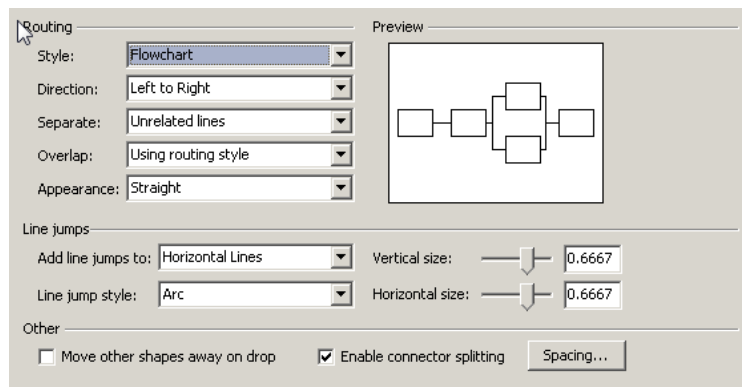 Routing
Preview
Style: Flowchart
Direction: Left to Right
Separate: Unrelated lines
Overlap: Using routing style
Appearance: Straight
Line jumps
Add line jumps to: Horizontal Lines Vertical size: 0.6667
Line jump style: Arc Horizontal size: 0.6667
Other
Move other shapes away on drop Enable connector splitting Spacing...